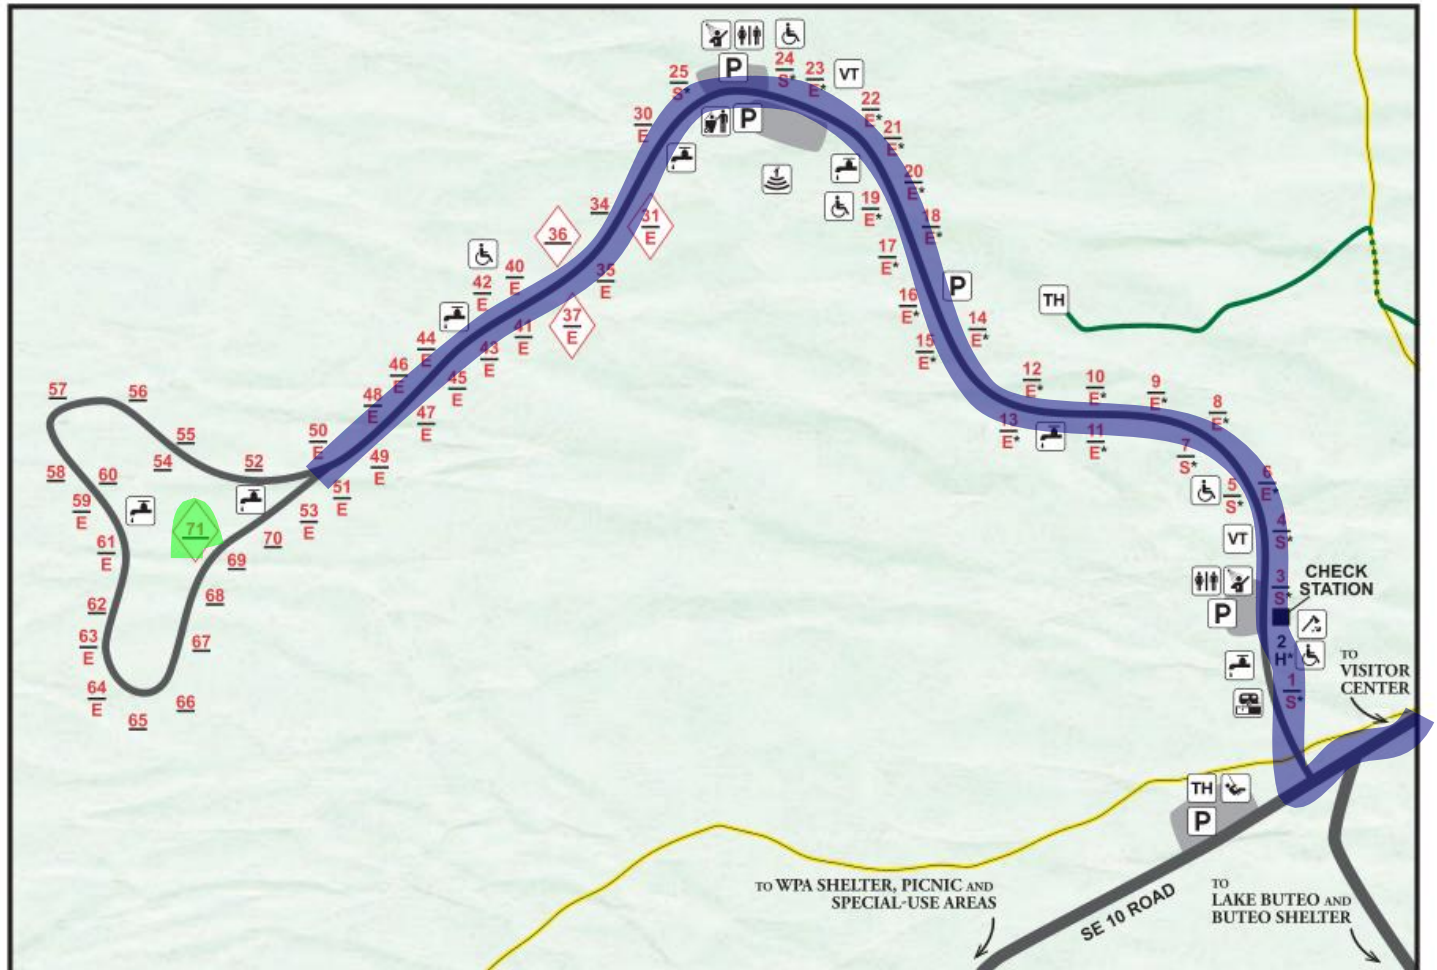 24
S*
23
E*
VT
25
S*
P
22
E*
30
E
P
21
E*
20
E*
34
31
E
19
E*
18
E*
36
17
E*
40
E
35
E
42
E
P
16
E*
TH
37
E
14
E*
41
E
44
E
43
E
15
E*
46
E
45
E
12
E*
10
E*
9
E*
8
E*
57
56
48
E
47
E
13
E*
11
E*
7
S*
55
50
E
54
52
49
E
58
60
51
E
5
S*
6
E*
59
E
53
E
71
70
4
S*
VT
61
E
69
3
S*
CHECK
STATION
62
68
P
63
E
67
2
H*
TO
VISITOR
CENTER
64
E
66
1
S*
65
TH
P
TO WPA SHELTER, PICNIC AND
SPECIAL-USE AREAS
SE 10 ROAD
TO
LAKE BUTEO AND
BUTEO SHELTER